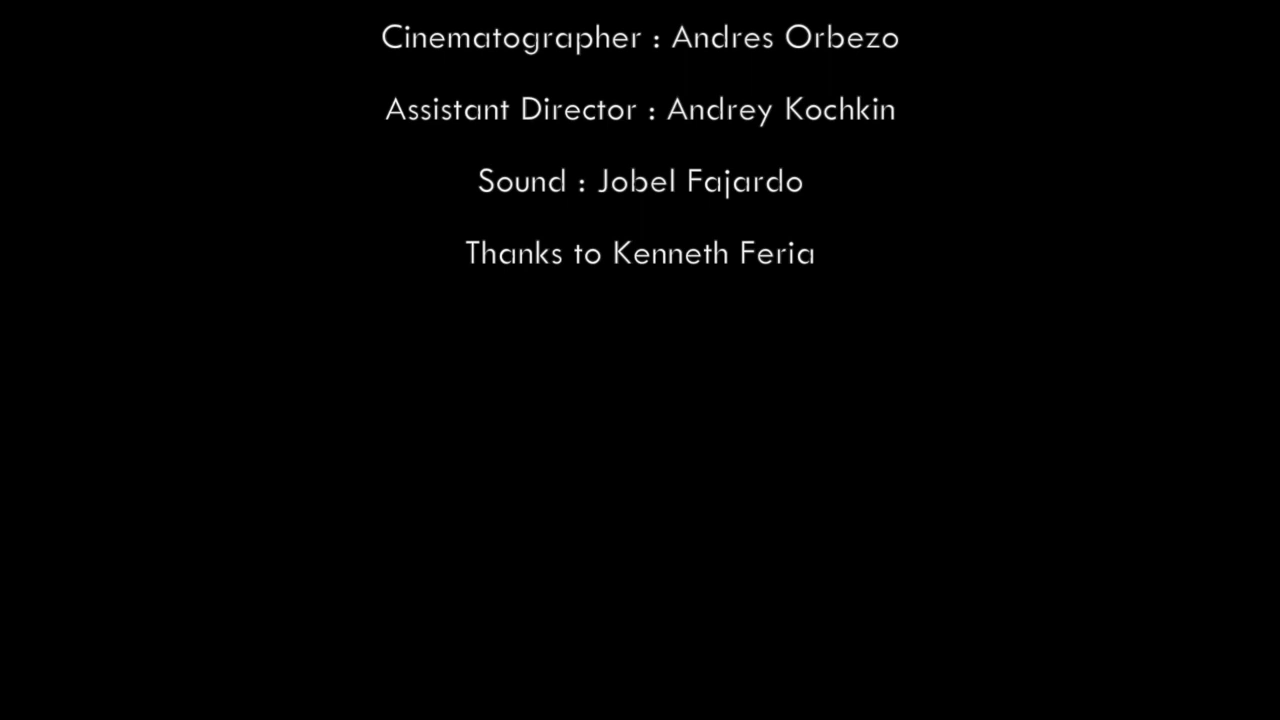 Cinematographer : Andres Orbezo
Assistant Director : Andrey Kochkin
Sound : Jobel Fajardo
Thanks to Kenneth Feria